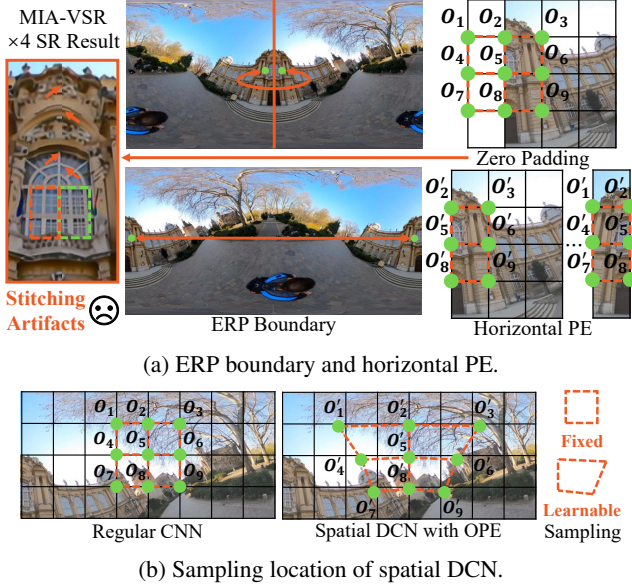 MIA-VSR
×4 SR Result
Stitching
Artifacts
O₁ O₂ O₃
O₄ O₅ O₆
O₇ O₈ O₉
Zero Padding
O′₂ O′₃ O′₁ O′₂
O′₅ O′₆ O′₄ O′₅
...
O′₈ O′₉ O′₇ O′₈
ERP Boundary
Horizontal PE
(a) ERP boundary and horizontal PE.
O₁ O₂ O₃
O₄ O₅ O₆
O₇ O₈ O₉
Regular CNN
O′₁ O′₂ O′₃
O′₄ O′₅ O′₆
O′₇ O′₈ O′₉
Spatial DCN with OPE
Fixed
Learnable
Sampling
(b) Sampling location of spatial DCN.